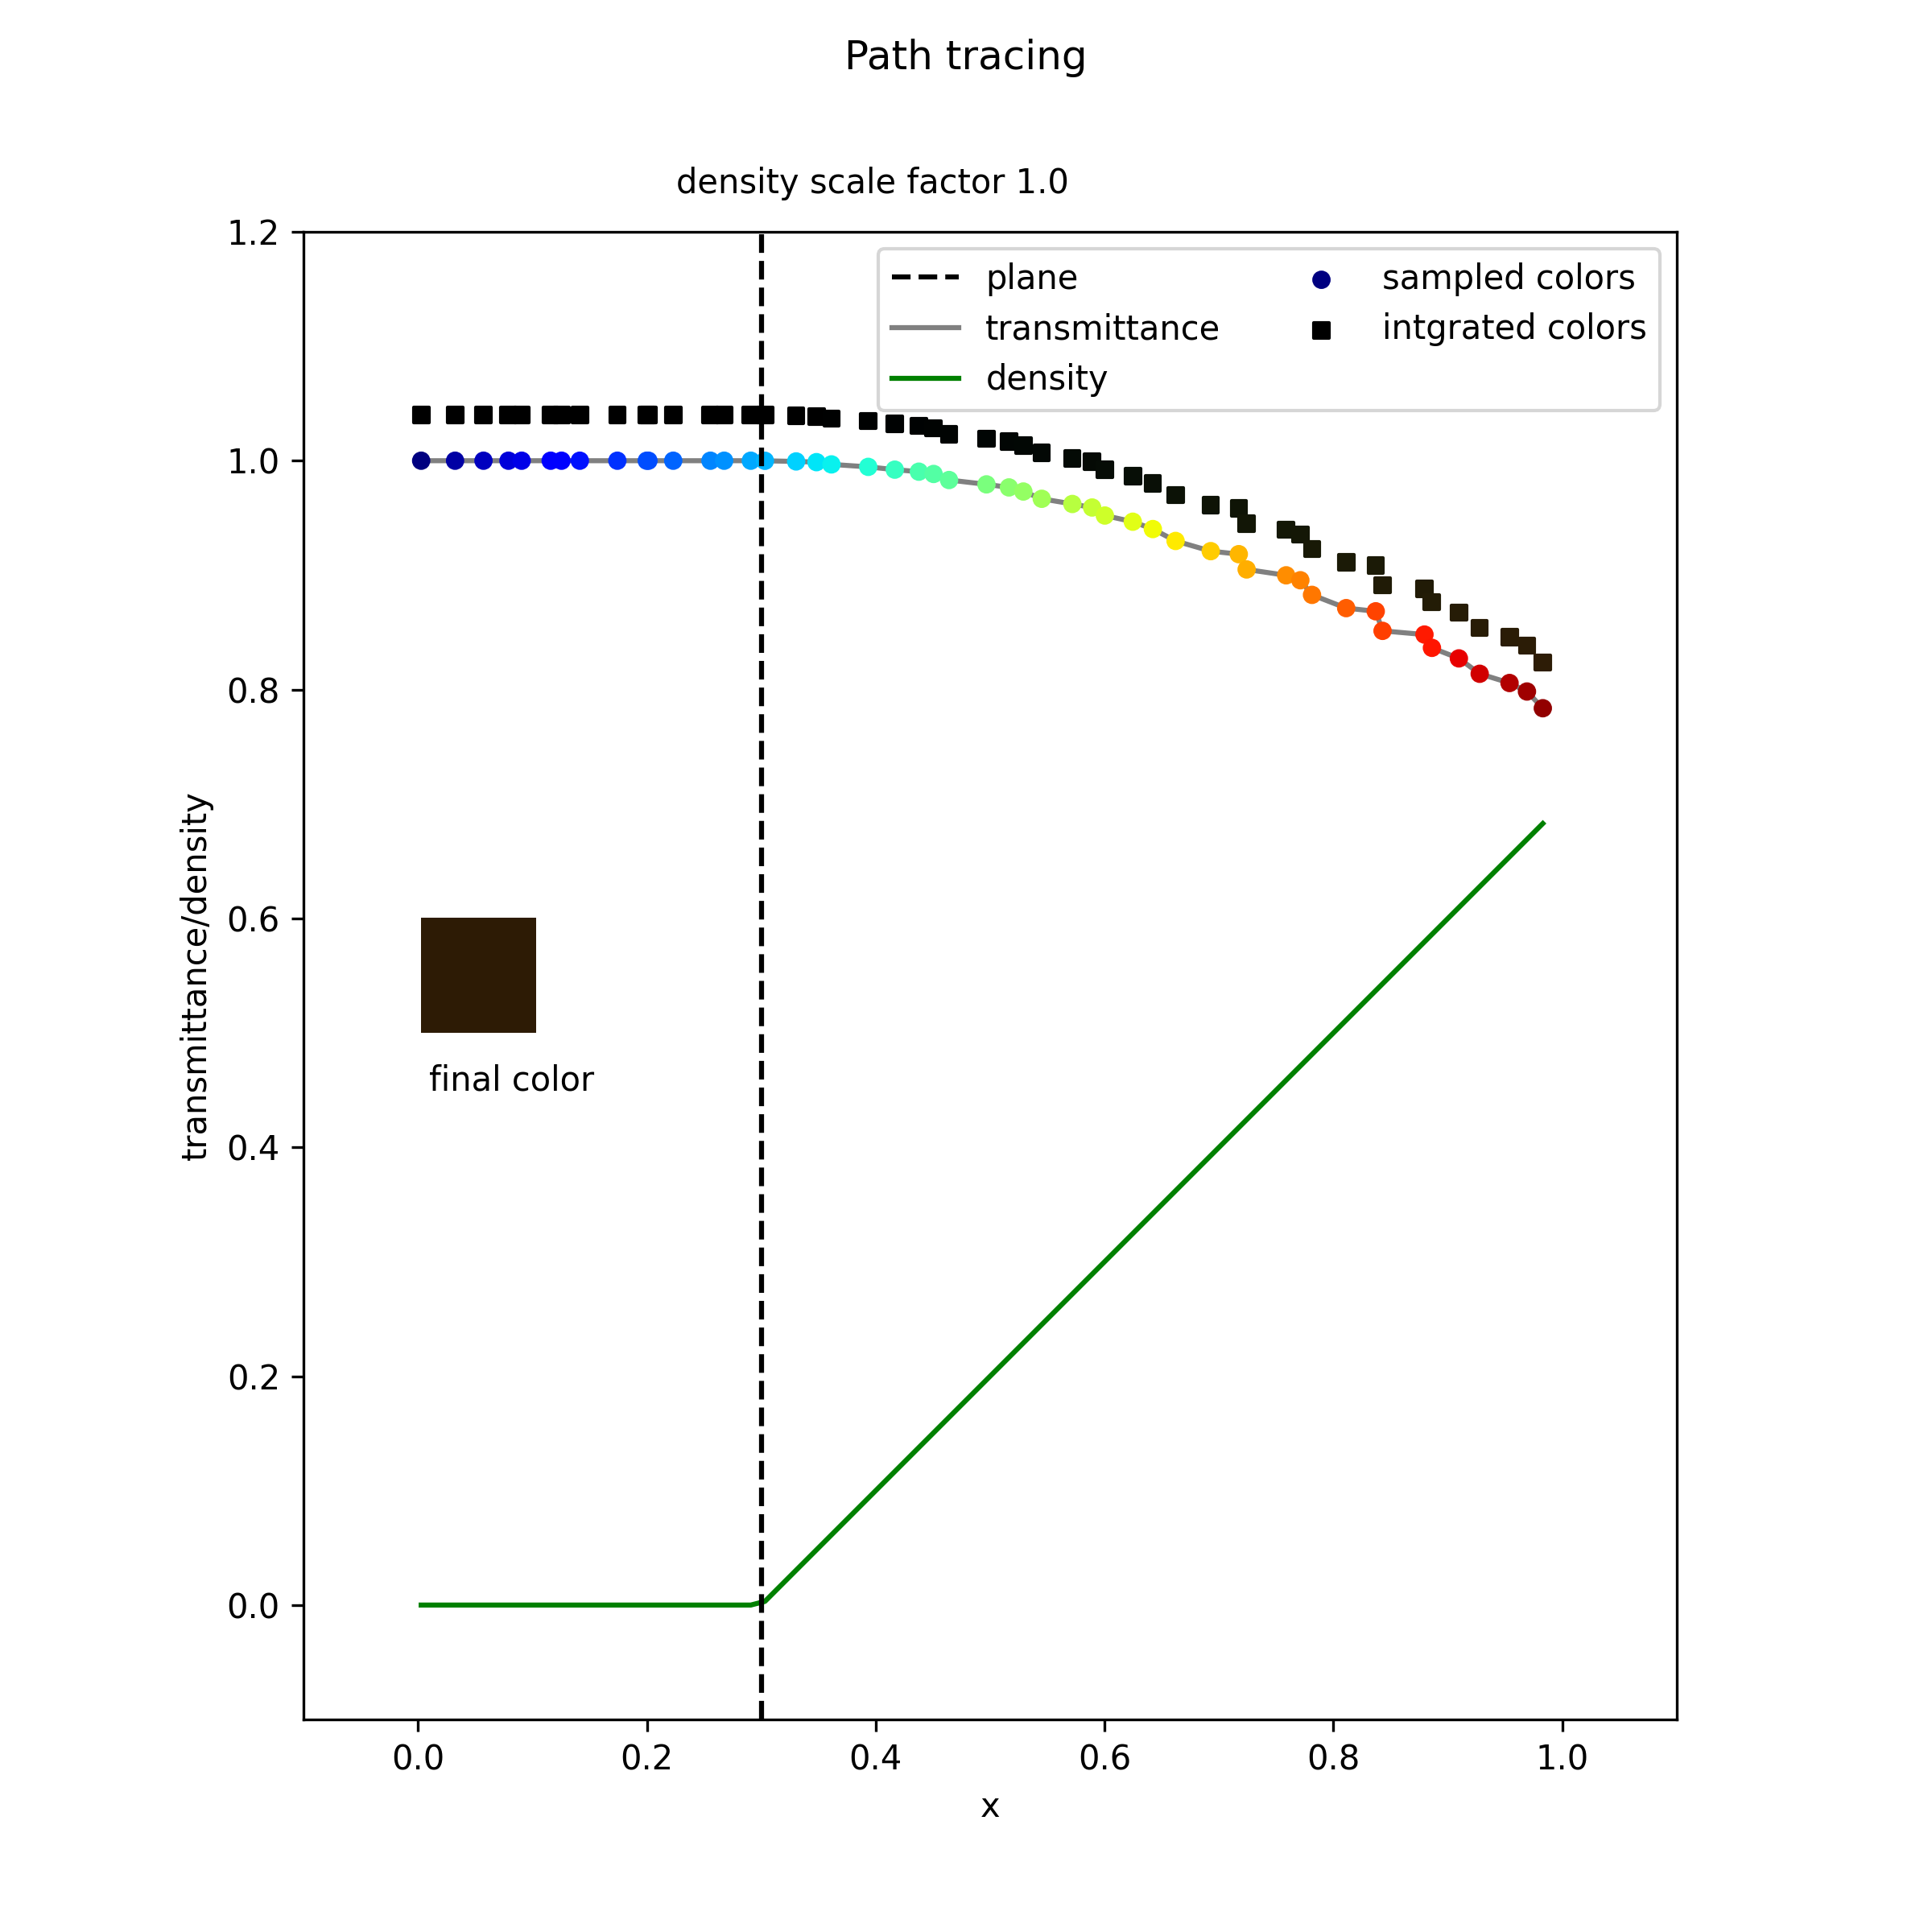 Path tracing
density scale factor 1.0
plane
transmittance
density
sampled colors
intgrated colors
1.2
1.0
0.8
0.6
0.4
0.2
0.0
transmittance/density
final color
0.0 0.2 0.4 0.6 0.8 1.0
x